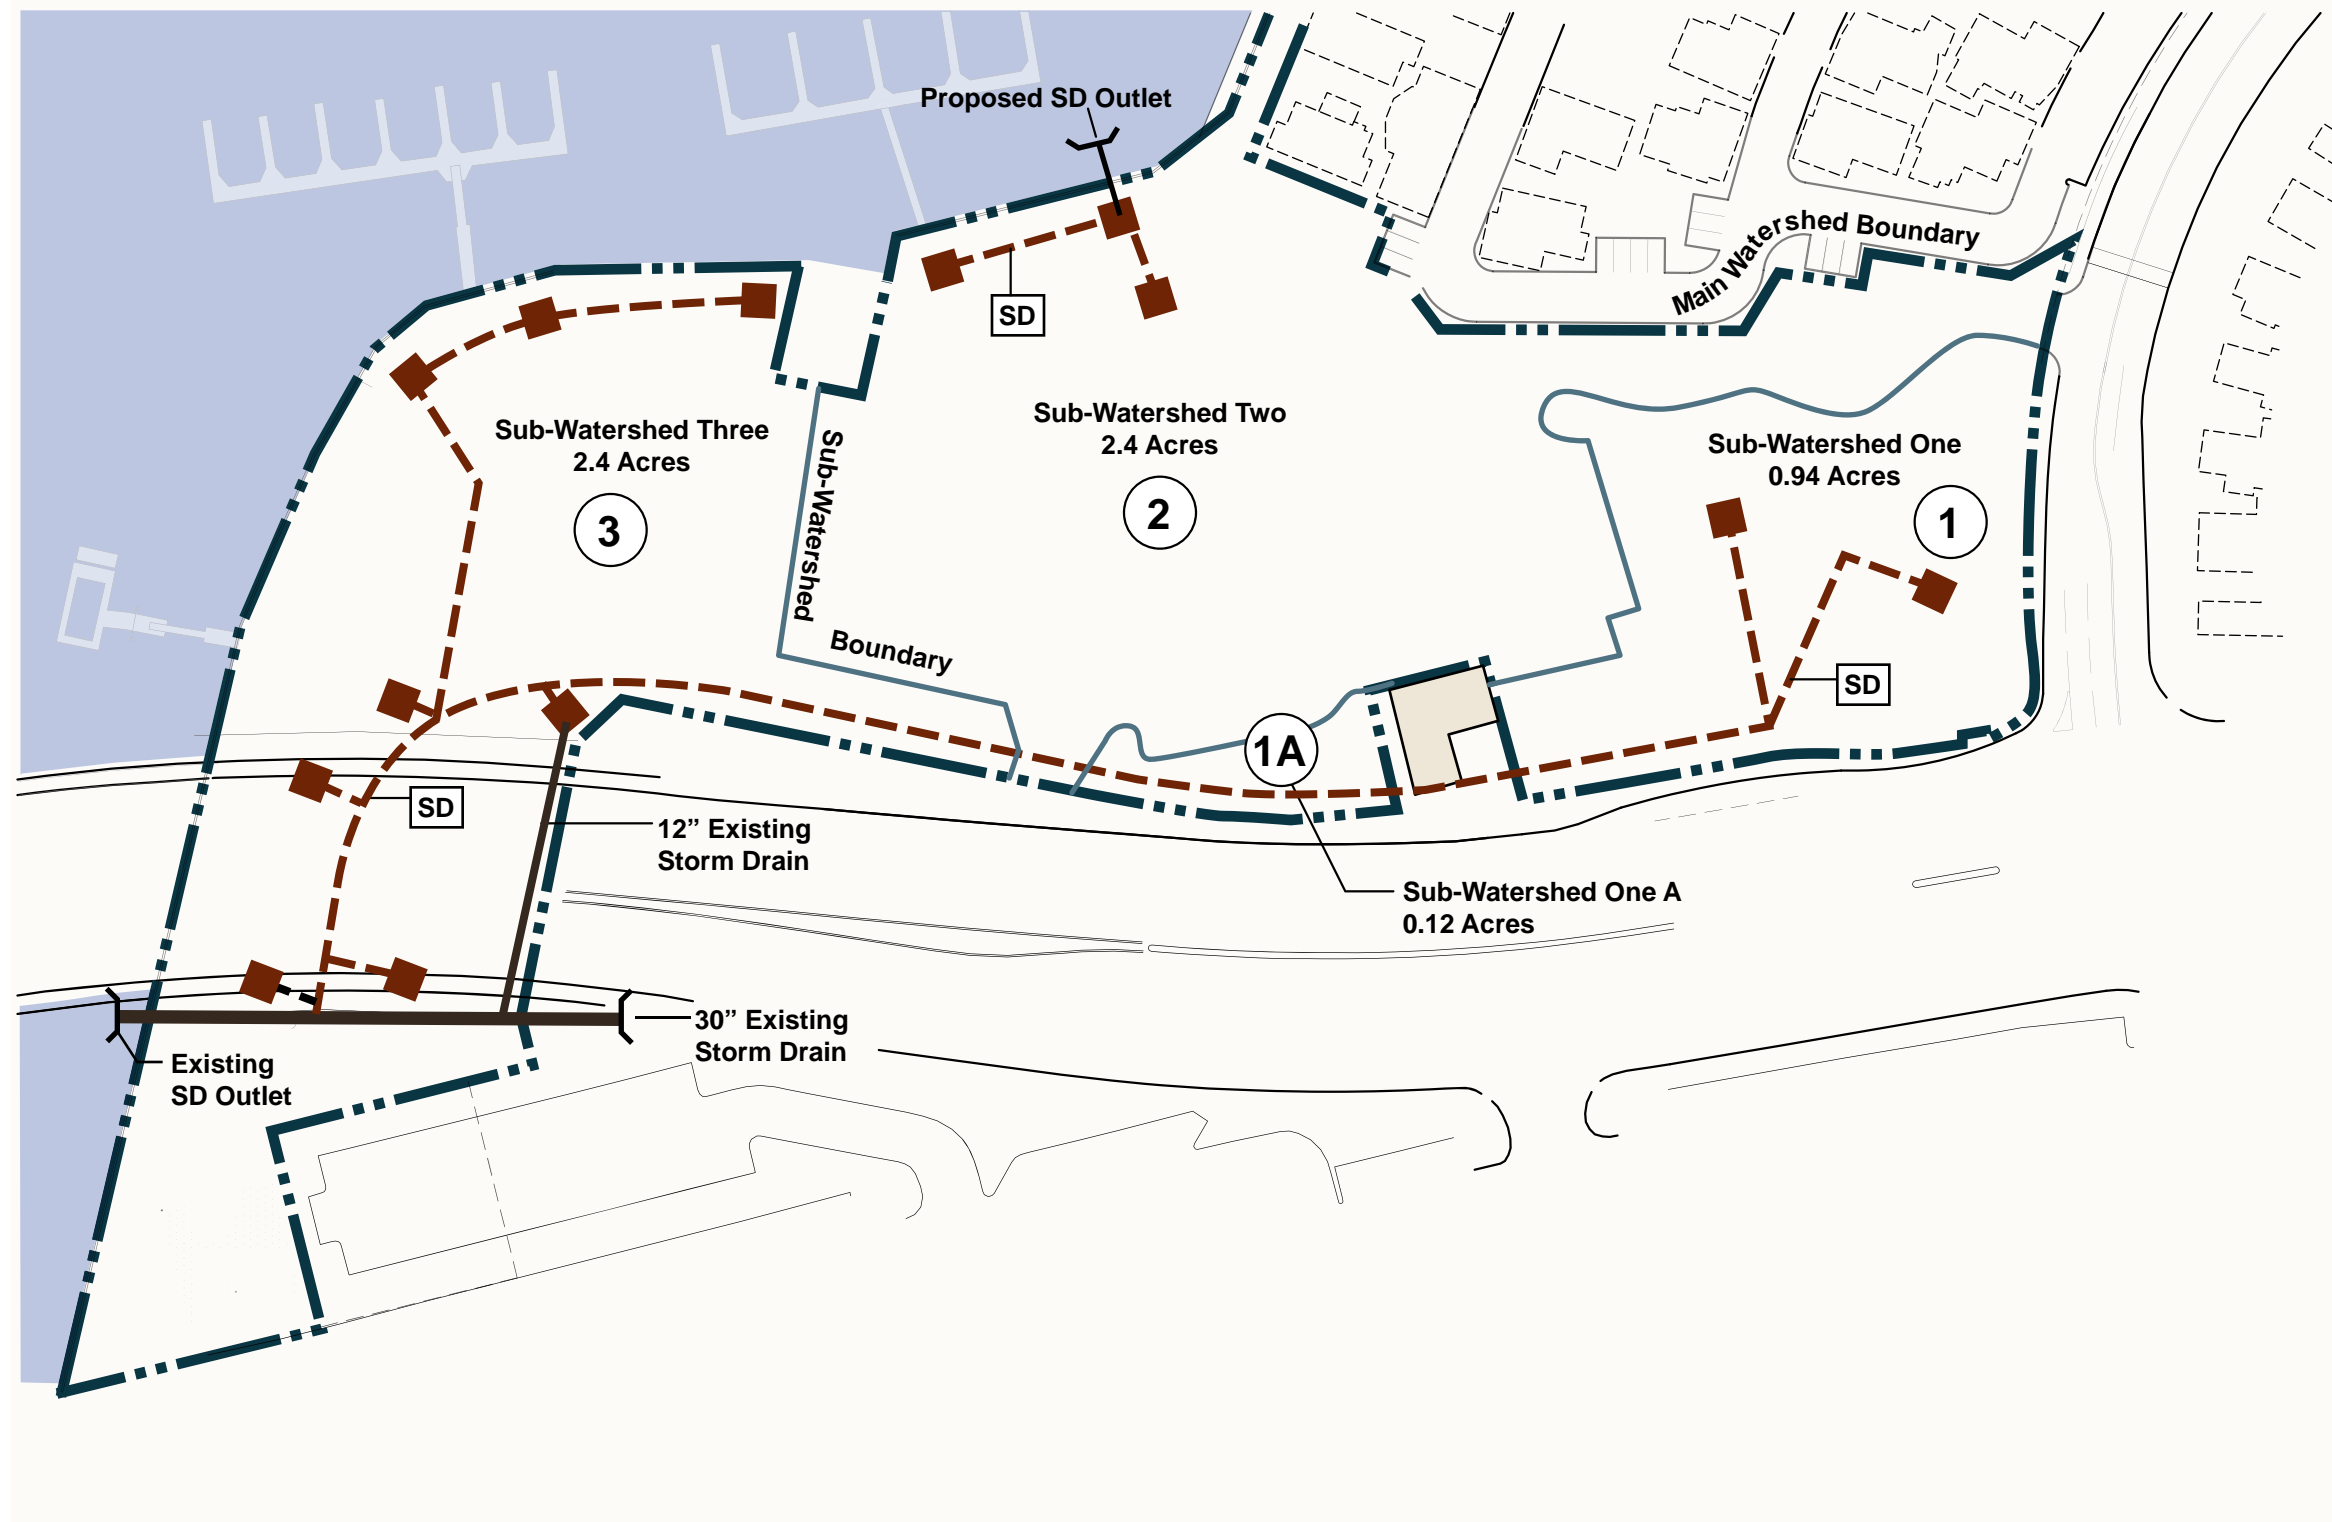 Proposed SD Outlet
Main Watershed Boundary
SD
Sub-Watershed Three
2.4 Acres
3
Sub-Watershed Two
2.4 Acres
2
Sub-Watershed One
0.94 Acres
1
Sub-Watershed
Boundary
SD
1A
SD
12” Existing
Storm Drain
Sub-Watershed One A
0.12 Acres
30” Existing
Storm Drain
Existing
SD Outlet